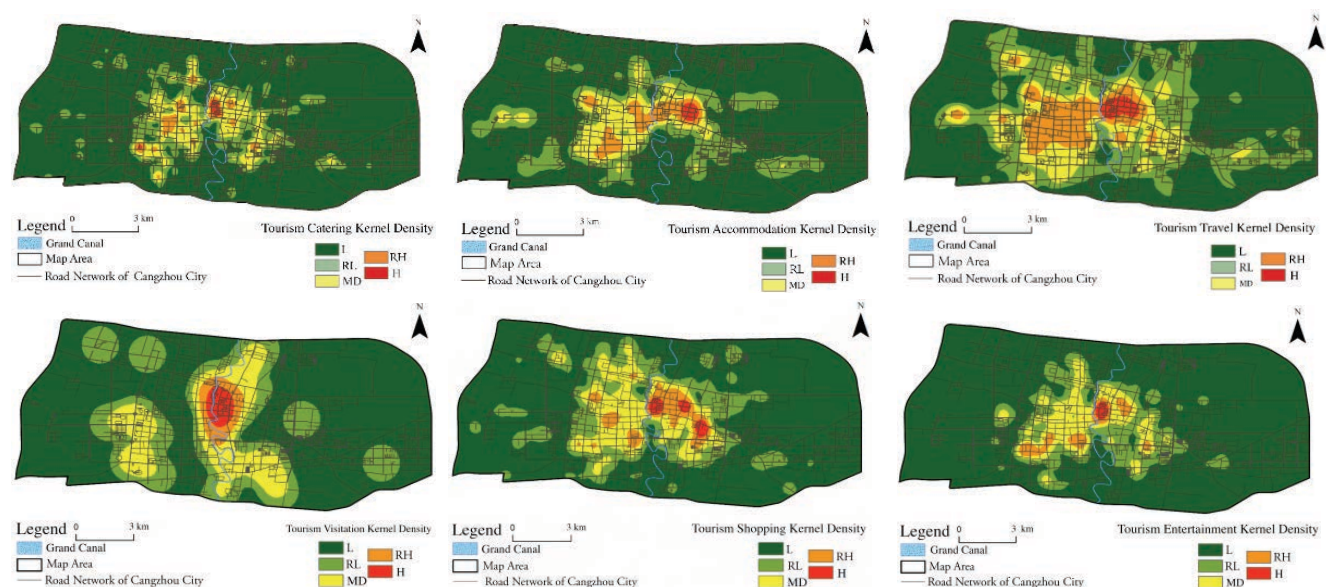 N
N
N
Legend 0 3 km
Tourism Catering Kernel Density
Grand Canal
Map Area
Road Network of Cangzhou City
L
RL
MD
RH
H
Legend 0 3 km
Tourism Accommodation Kernel Density
Grand Canal
Map Area
Road Network of Cangzhou City
L
RL
MD
RH
H
Legend 0 3 km
Tourism Travel Kernel Density
Grand Canal
Map Area
Road Network of Cangzhou City
L
RL
MD
RH
H
N
N
N
Legend 0 3 km
Tourism Visitation Kernel Density
Grand Canal
Map Area
Road Network of Cangzhou City
L
RL
MD
RH
H
Legend 0 3 km
Tourism Shopping Kernel Density
Grand Canal
Map Area
Road Network of Cangzhou City
L
RL
MD
RH
H
Legend 0 3 km
Tourism Entertainment Kernel Density
Grand Canal
Map Area
Road Network of Cangzhou City
L
RL
MD
RH
H